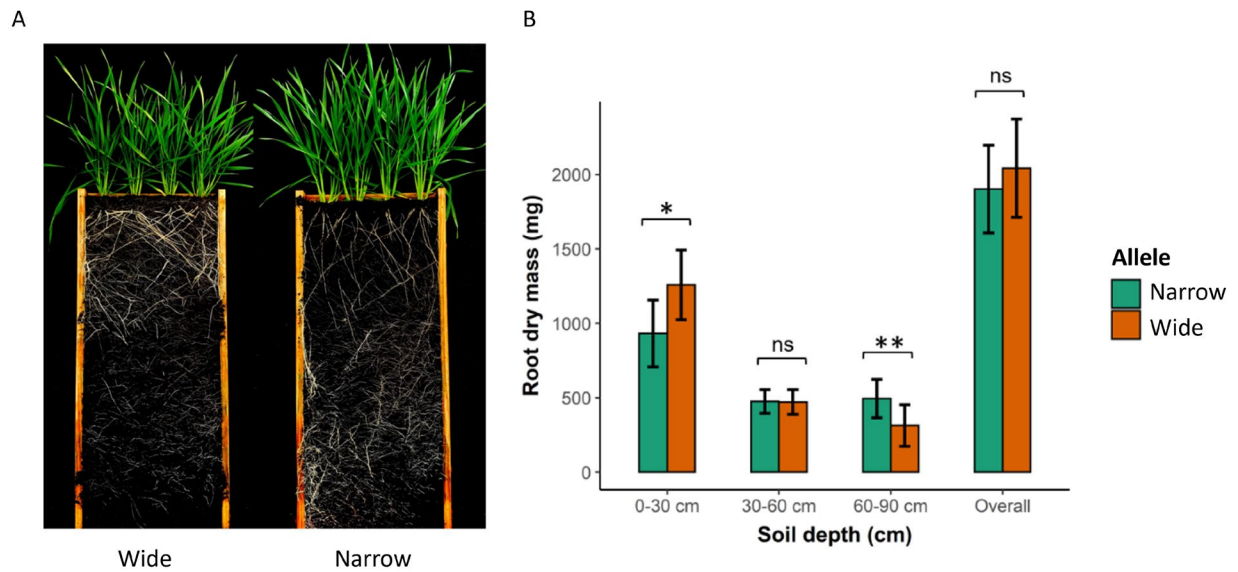 A
B
Wide
Narrow
Root dry mass (mg)
2000
1500
1000
500
0
*
ns
**
ns
0-30 cm
30-60 cm
60-90 cm
Overall
Soil depth (cm)
Allele
Narrow
Wide